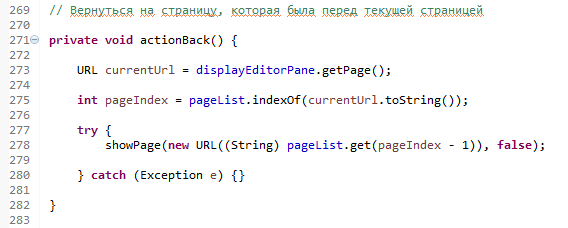 269 // Вернуться на страницу, которая была перед текущей страницей
270
271 private void actionBack() {
272
273 URL currentUrl = displayEditorPane.getPage();
274
275 int pageIndex = pageList.indexOf(currentUrl.toString());
276
277 try {
278 showPage(new URL((String) pageList.get(pageIndex - 1)), false);
279
280 } catch (Exception e) {}
281
282 }
283